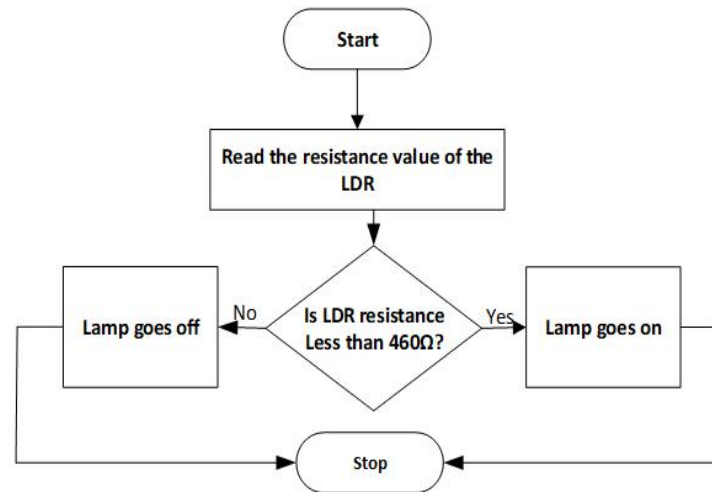 Start
Read the resistance value of the
LDR
Lamp goes off
No
Is LDR resistance
Less than 460Ω?
Yes
Lamp goes on
Stop